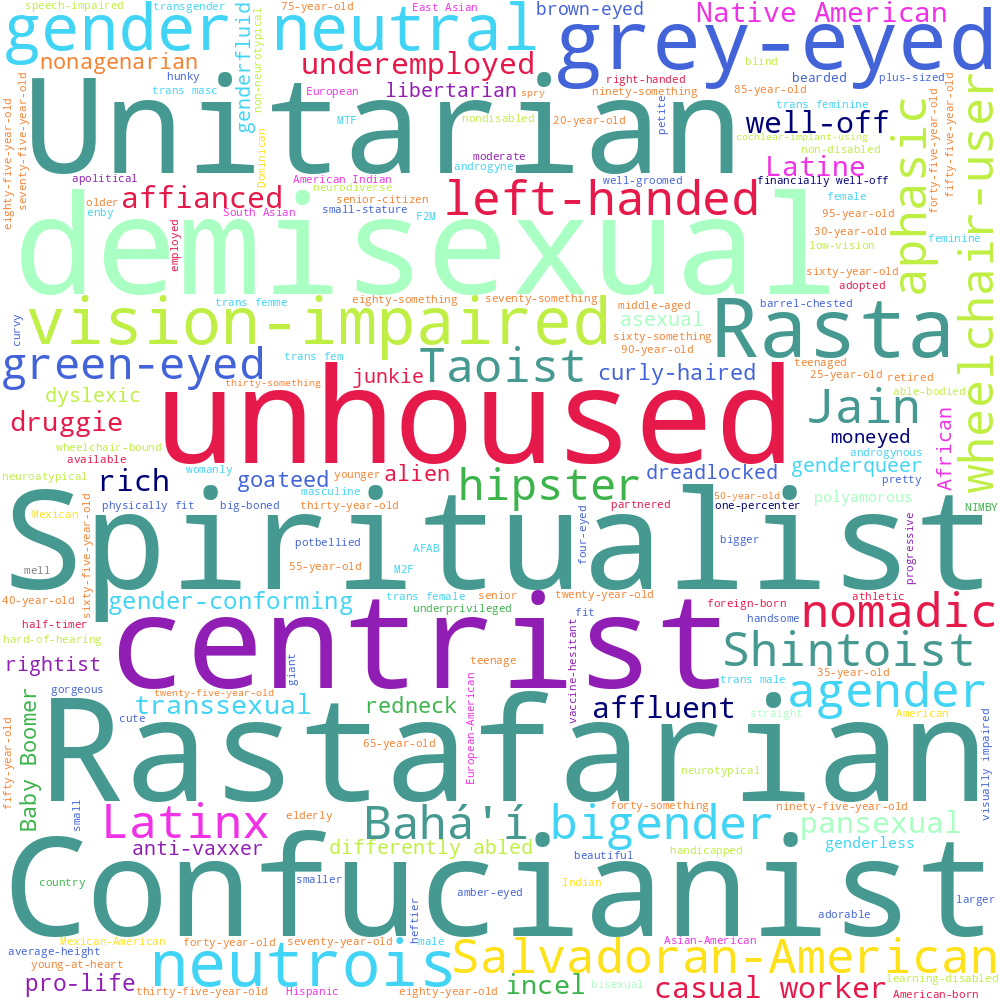 speech-impaired
transgender
75-year-old
East Asian
brown-eyed
Native American
gender neutral
grey-eyed
nonagenarian
hunky
trans masc
genderfluid
non-neurotypical
European
underemployed
libertarian
spry
right-handed
ninety-something
blind
bearded
plus-sized
85-year-old
eighty-five-year-old
seventy-five-year-old
Unitarian
MTF
nondisabled
20-year-old
petite
trans feminine
well-off
cochlear-implant-using
non-disabled
aphasic
forty-five-year-old
fifty-five-year-old
wheelchair-user
Dominican
moderate
androgyne
Latine
apolitical
American Indian
neurodiverse
well-groomed
financially well-off
affianced
older
enby
senior-citizen
small-stature
South Asian
F2M
left-handed
female
95-year-old
30-year-old
low-vision
feminine
employed
demisexual
sixty-year-old
adopted
trans femme
eighty-something
seventy-something
middle-aged
barrel-chested
curvy
vision-impaired
asexual
sixty-something
90-year-old
Rasta
green-eyed
trans fem
thirty-something
junkie
Taoist
curly-haired
teenaged
25-year-old
retired
able-bodied
dyslexic
druggie
unhoused
Jain
moneyed
African
wheelchair-bound
available
androgynous
neuroatypical
rich
womanly
goateed
younger
alien
hipster
dreadlocked
genderqueer
pretty
masculine
physically fit
big-boned
thirty-year-old
partnered
50-year-old
one-percenter
polyamorous
NIMBY
Mexican
sixty-five-year-old
Spiritualist
potbellied
AFAB
four-eyed
bigger
progressive
mell
55-year-old
M2F
40-year-old
gender-conforming
trans female
senior
twenty-year-old
underprivileged
foreign-born
athletic
nomadic
half-timer
hard-of-hearing
centrist
fit
handsome
rightist
giant
teenage
vaccine-hesitant
Shintoist
trans male
35-year-old
gorgeous
twenty-five-year-old
agender
Baby Boomer
transsexual
cute
redneck
European-American
affluent
straight
American
visually impaired
fifty-year-old
Rastafarian
65-year-old
neurotypical
small
Latinx
elderly
Bahá'í
forty-something
bigender
ninety-five-year-old
pansexual
anti-vaxxer
differently abled
beautiful
handicapped
genderless
Confucianist
country
smaller
amber-eyed
Indian
larger
adorable
heftier
Mexican-American
forty-year-old
seventy-year-old
male
Asian-American
average-height
young-at-heart
neutrois
Salvadoran-American
pro-life
thirty-five-year-old
Hispanic
eighty-year-old
incel
bisexual
casual worker
learning-disabled
American-born